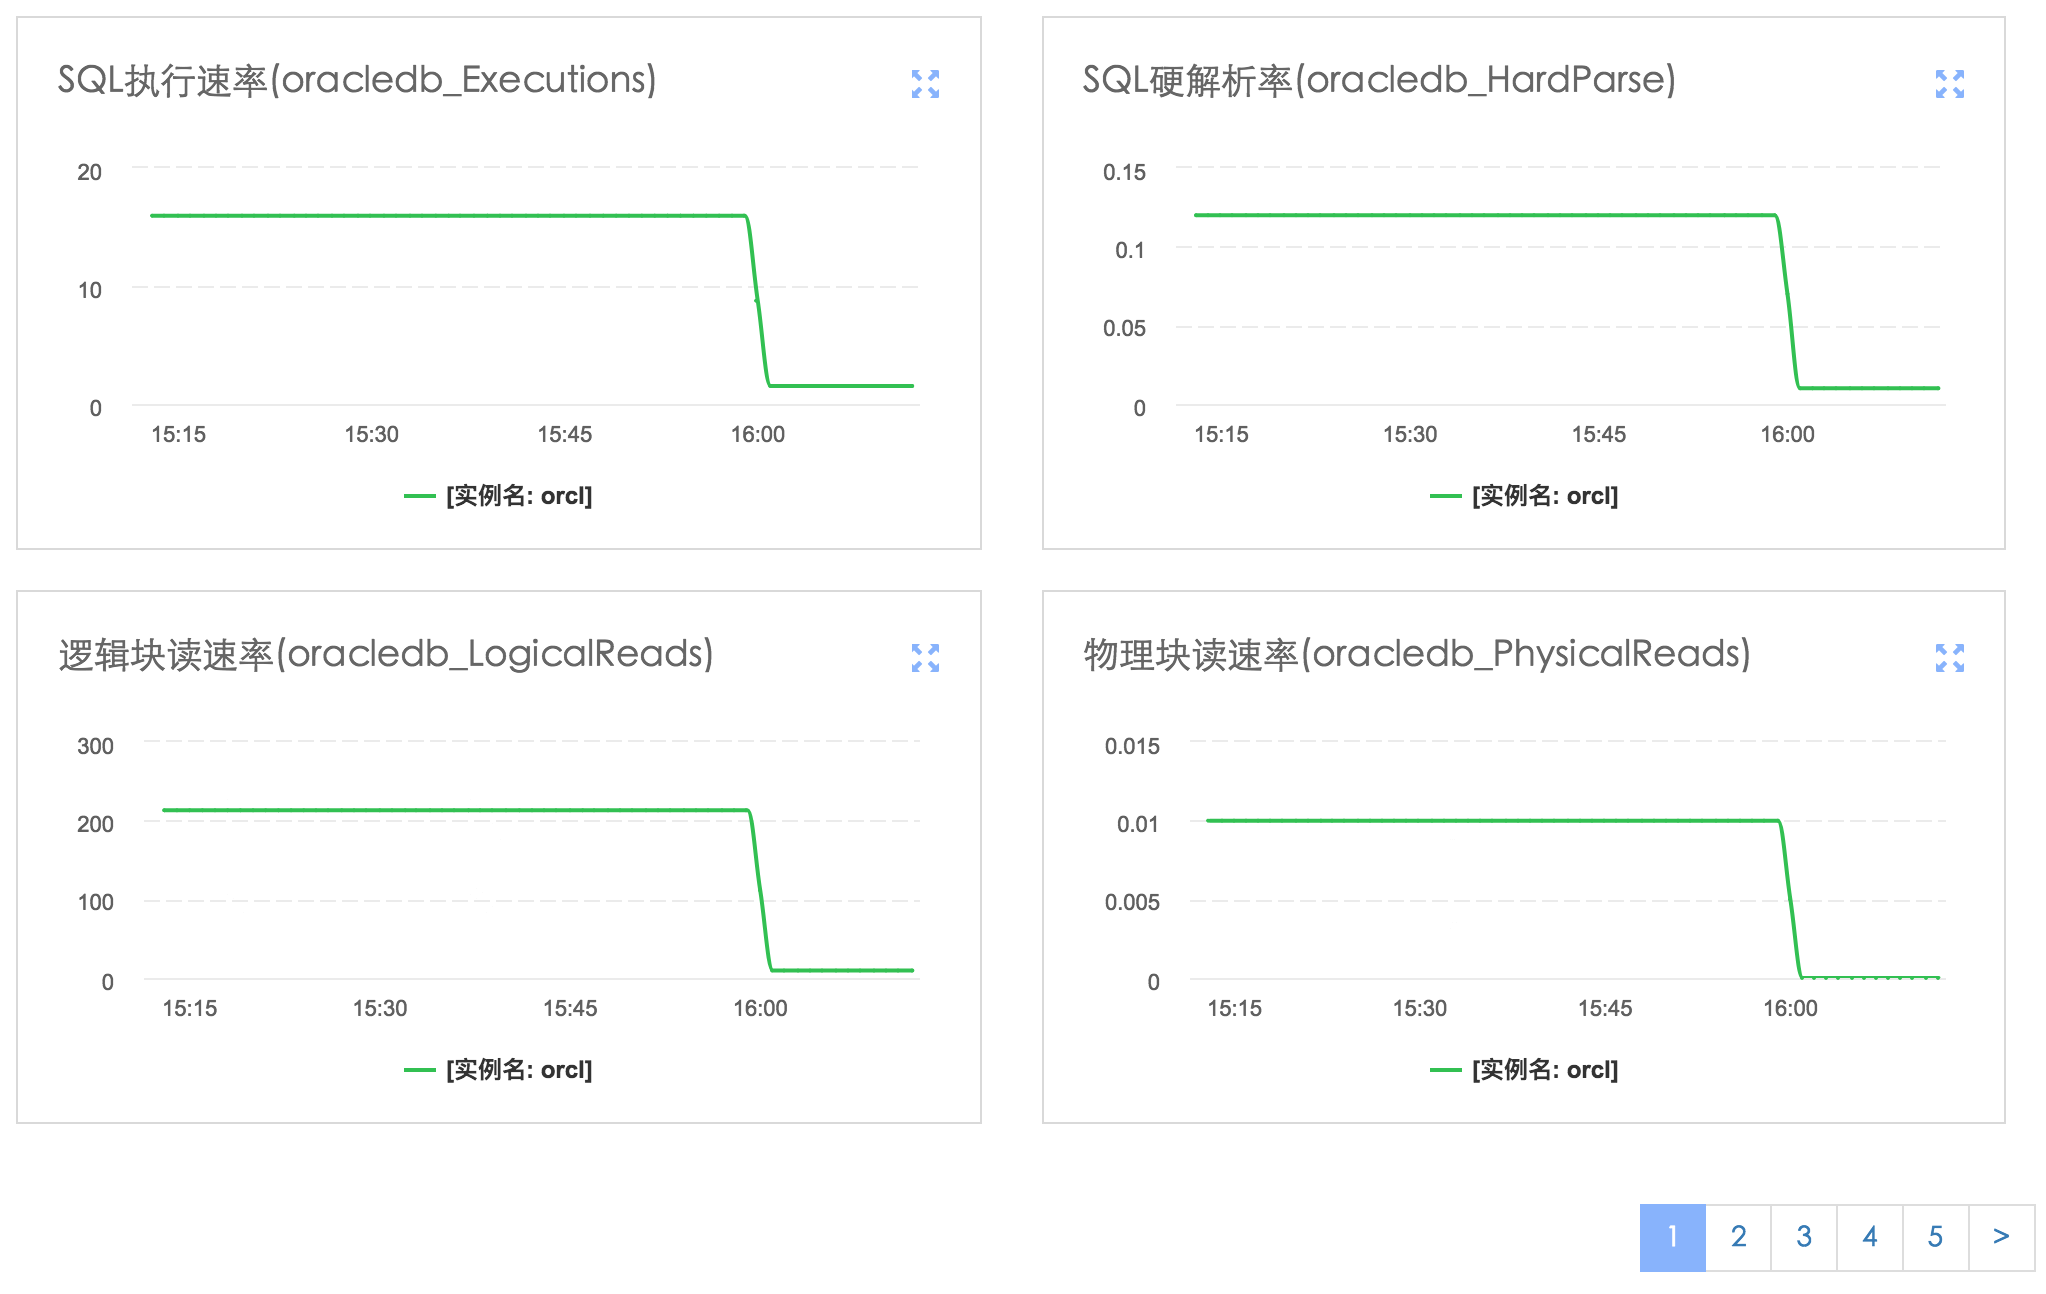 SQL执行速率(oracledb_Executions)
20
10
0
15:15 15:30 15:45 16:00
[实例名: orcl]
SQL硬解析率(oracledb_HardParse)
0.15
0.1
0.05
0
15:15 15:30 15:45 16:00
[实例名: orcl]
逻辑块读速率(oracledb_LogicalReads)
300
200
100
0
15:15 15:30 15:45 16:00
[实例名: orcl]
物理块读速率(oracledb_PhysicalReads)
0.015
0.01
0.005
0
15:15 15:30 15:45 16:00
[实例名: orcl]
1 2 3 4 5 >